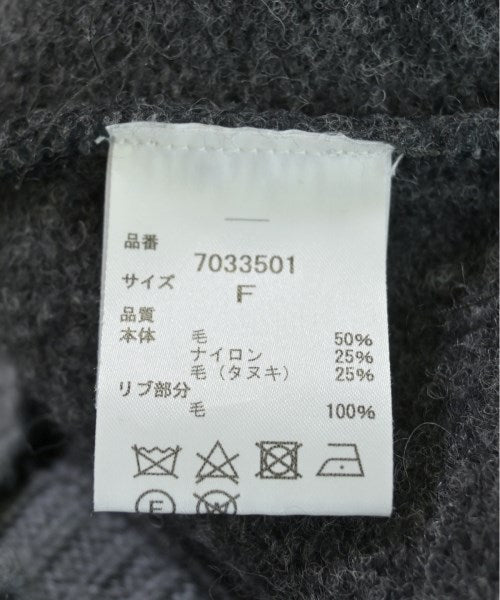 品番 7033501
サイズ F
品質
本体 毛 50%
ナイロン 25%
毛（タヌキ） 25%
リブ部分
毛 100%